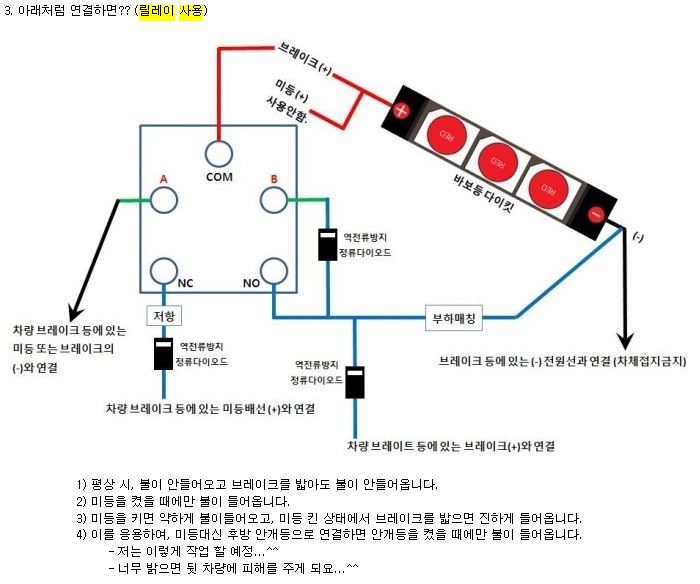 3. 아래처럼 연결하면?? (릴레이 사용)
브레이크 (+)
미등 (+)
사용안함.
RED
RED
RED
바보등 다이킷
(-)
COM
A
B
NC
NO
역전류방지
정류다이오드
저항
부하매칭
차량 브레이크 등에 있는
미등 또는 브레이크의
(-)와 연결
역전류방지
정류다이오드
역전류방지
정류다이오드
브레이크 등에 있는 (-) 전원선과 연결 (차체접지금지)
차량 브레이크 등에 있는 미등배선 (+)와 연결
차량 브레이트 등에 있는 브레이크(+)와 연결
1) 평상 시, 불이 안들어오고 브레이크를 밟아도 불이 안들어옵니다.
2) 미등을 켰을 때에만 불이 들어옵니다.
3) 미등을 키면 약하게 불이들어오고, 미등 킨 상태에서 브레이크를 밟으면 진하게 들어옵니다.
4) 이를 응용하여, 미등대신 후방 안개등으로 연결하면 안개등을 켰을 때에만 불이 들어옵니다.
- 저는 이렇게 작업 할 예정...^^
- 너무 밝으면 뒷 차량에 피해를 주게 되요...^^